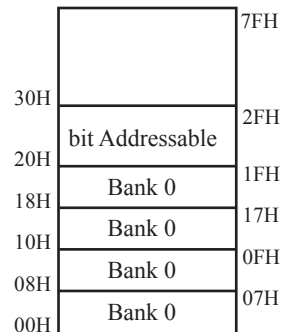 7FH
30H
2FH
bit Addressable
20H
1FH
Bank 0
18H
17H
Bank 0
10H
0FH
Bank 0
08H
07H
Bank 0
00H